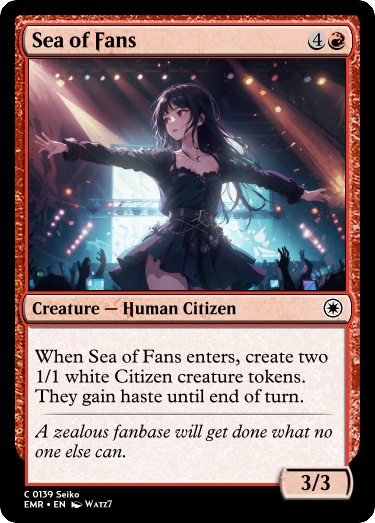 Sea of Fans 4
Creature — Human Citizen
When Sea of Fans enters, create two
1/1 white Citizen creature tokens.
They gain haste until end of turn.
A zealous fanbase will get done what no
one else can.
3/3
C 0139 Seiko
EMR • EN Watz7